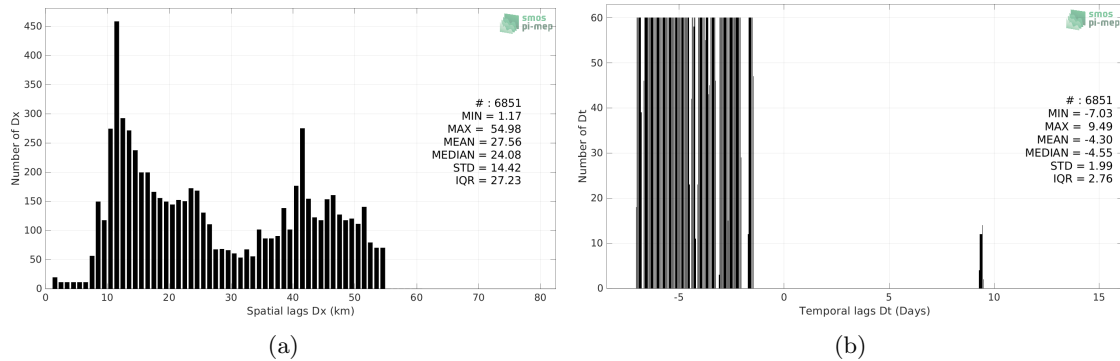 450
400
350
300
250
200
150
100
50
0
Number of Dx
smos
pi-mep
# : 6851
MIN = 1.17
MAX = 54.98
MEAN = 27.56
MEDIAN = 24.08
STD = 14.42
IQR = 27.23
0 10 20 30 40 50 60 70 80
Spatial lags Dx (km)
(a)
60
50
40
30
20
10
0
Number of Dt
smos
pi-mep
# : 6851
MIN = -7.03
MAX = 9.49
MEAN = -4.30
MEDIAN = -4.55
STD = 1.99
IQR = 2.76
-5 0 5 10 15
Temporal lags Dt (Days)
(b)